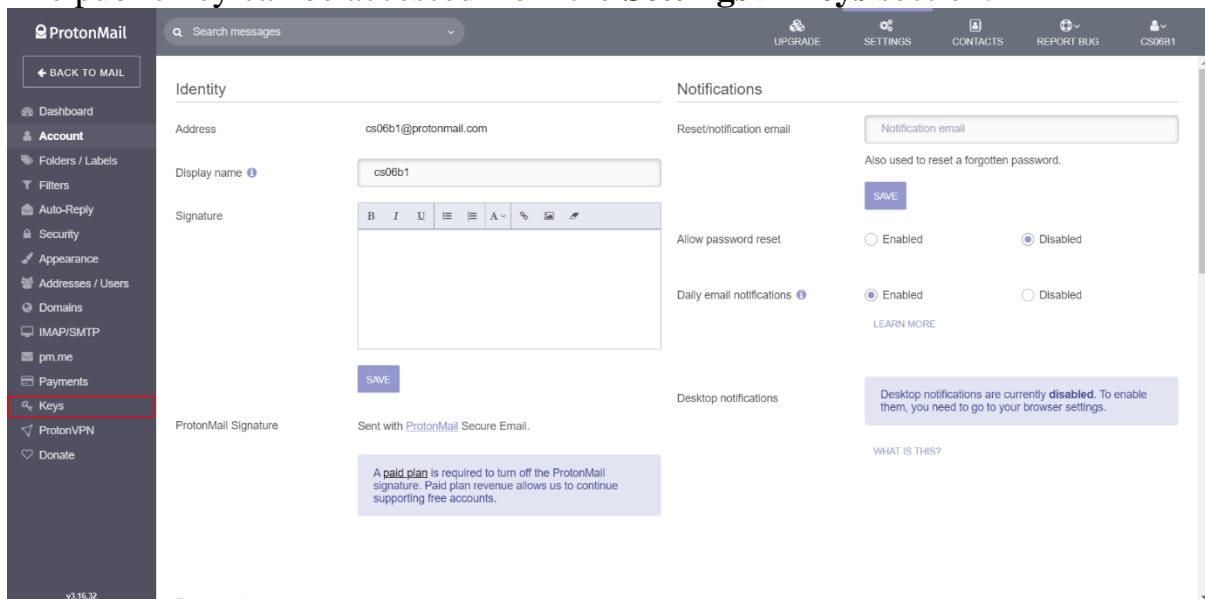 ProtonMail
Search messages
UPGRADE
SETTINGS
CONTACTS
REPORT BUG
CS06B1
BACK TO MAIL
Dashboard
Account
Folders / Labels
Filters
Auto-Reply
Security
Appearance
Addresses / Users
Domains
IMAP/SMTP
pm.me
Payments
Keys
ProtonVPN
Donate
v3.16.32
Identity
Address
cs06b1@protonmail.com
Display name
cs06b1
Signature
B I U A
SAVE
ProtonMail Signature
Sent with ProtonMail Secure Email.
A paid plan is required to turn off the ProtonMail
signature. Paid plan revenue allows us to continue
supporting free accounts.
Notifications
Reset/notification email
Notification email
Also used to reset a forgotten password.
SAVE
Allow password reset
Enabled
Disabled
Daily email notifications
Enabled
Disabled
LEARN MORE
Desktop notifications
Desktop notifications are currently disabled. To enable
them, you need to go to your browser settings.
WHAT IS THIS?